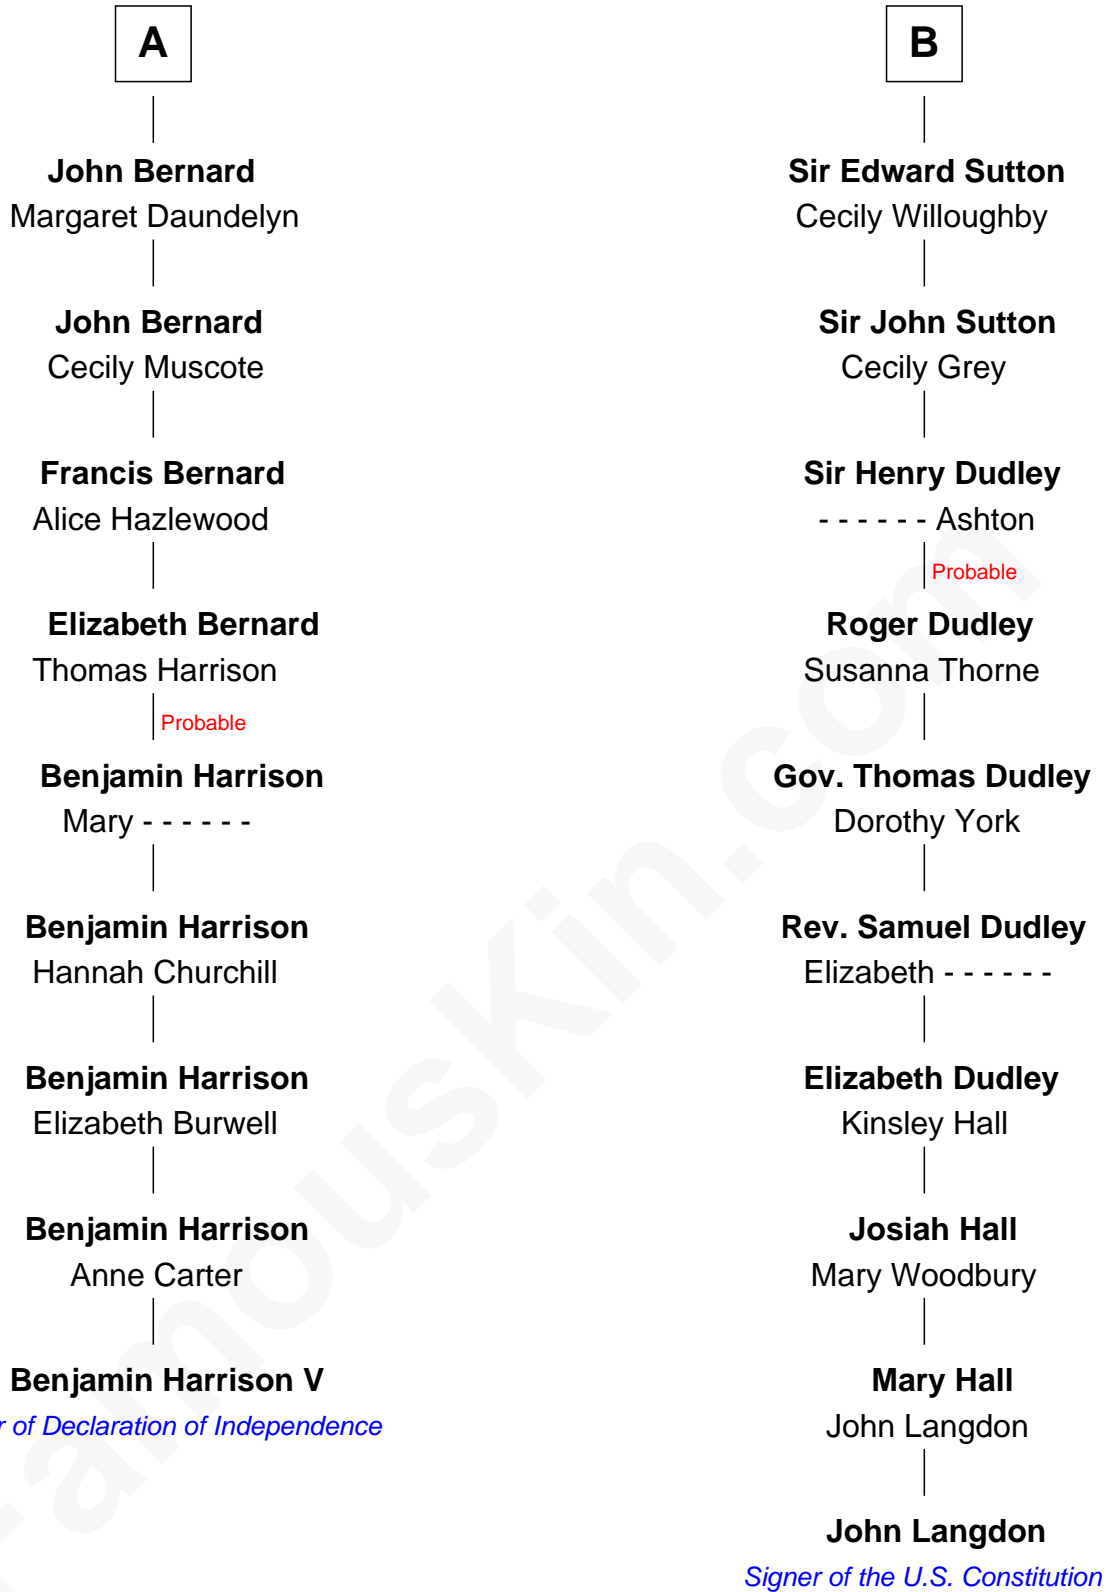 A
John Bernard
Margaret Daundelyn
John Bernard
Cecily Muscote
Francis Bernard
Alice Hazlewood
Elizabeth Bernard
Thomas Harrison
Probable
Benjamin Harrison
Mary - - - - - -
Benjamin Harrison
Hannah Churchill
Benjamin Harrison
Elizabeth Burwell
Benjamin Harrison
Anne Carter
Benjamin Harrison V
r of Declaration of Independence
B
Sir Edward Sutton
Cecily Willoughby
Sir John Sutton
Cecily Grey
Sir Henry Dudley
- - - - - - Ashton
Probable
Roger Dudley
Susanna Thorne
Gov. Thomas Dudley
Dorothy York
Rev. Samuel Dudley
Elizabeth - - - - - -
Elizabeth Dudley
Kinsley Hall
Josiah Hall
Mary Woodbury
Mary Hall
John Langdon
John Langdon
Signer of the U.S. Constitution
FamousKin.com